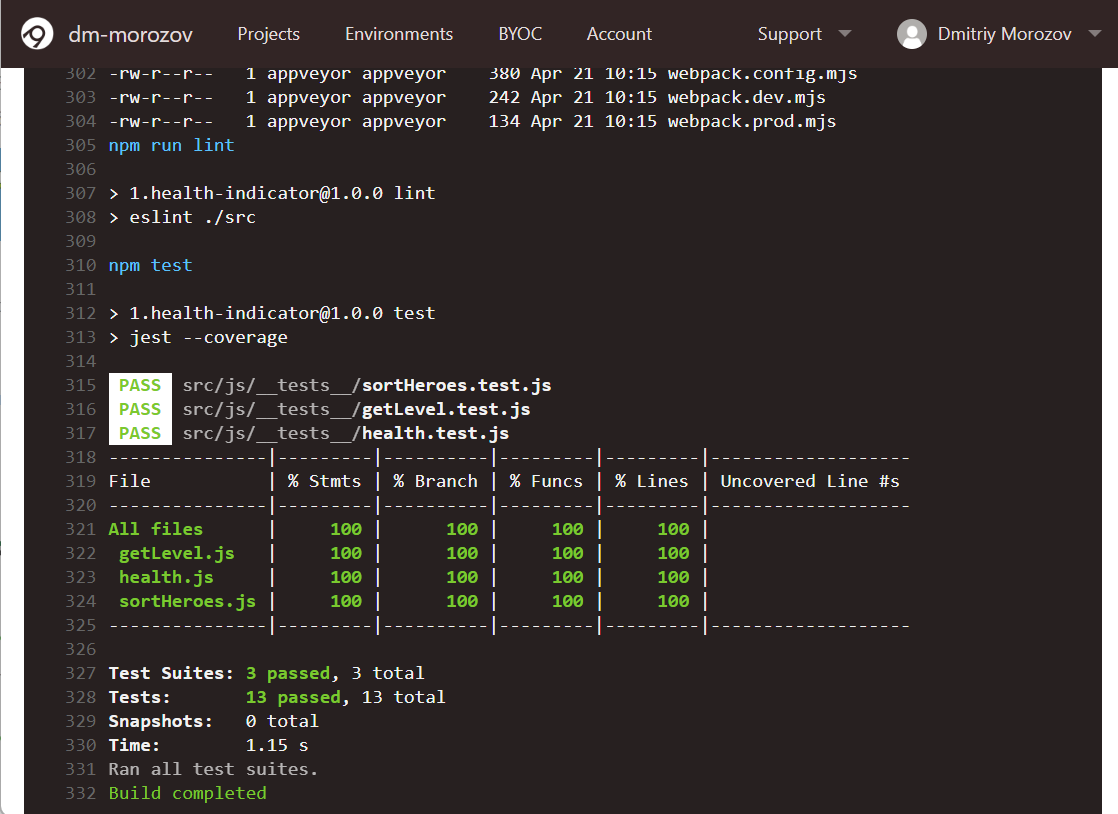 dm-morozov Projects Environments BYOC Account Support Dmitriy Morozov
302 -rw-r--r--   1 appveyor appveyor    380 Apr 21 10:15 webpack.config.mjs
303 -rw-r--r--   1 appveyor appveyor    242 Apr 21 10:15 webpack.dev.mjs
304 -rw-r--r--   1 appveyor appveyor    134 Apr 21 10:15 webpack.prod.mjs
305 npm run lint
306
307 > 1.health-indicator@1.0.0 lint
308 > eslint ./src
309
310 npm test
311
312 > 1.health-indicator@1.0.0 test
313 > jest --coverage
314
315 PASS src/js/__tests__/sortHeroes.test.js
316 PASS src/js/__tests__/getLevel.test.js
317 PASS src/js/__tests__/health.test.js
318 ---------------|---------|----------|---------|---------|-------------------
319 File           | % Stmts | % Branch | % Funcs | % Lines | Uncovered Line #s
320 ---------------|---------|----------|---------|---------|-------------------
321 All files      |     100 |      100 |     100 |     100 |
322  getLevel.js   |     100 |      100 |     100 |     100 |
323  health.js     |     100 |      100 |     100 |     100 |
324  sortHeroes.js |     100 |      100 |     100 |     100 |
325 ---------------|---------|----------|---------|---------|-------------------
326
327 Test Suites: 3 passed, 3 total
328 Tests:       13 passed, 13 total
329 Snapshots:   0 total
330 Time:        1.15 s
331 Ran all test suites.
332 Build completed